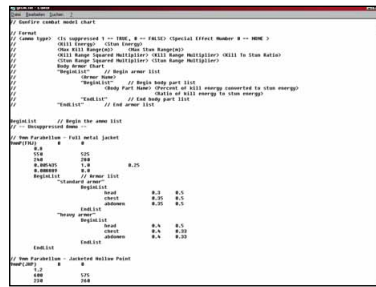 Datei Bearbeiten Suchen ?
// Gunfire combat model chart
// Format
// (ammo type) (Is suppressed 1 == TRUE, 0 == FALSE) (Special Effect Number 0 == NONE )
// (Kill Energy) (Stun Energy)
// (Max Kill Range(m)) (Max Stun Range(m))
// (Kill Range Squared Multiplier) (Kill Range Multiplier) (Kill To Stun Ratio)
// (Stun Range Squared Multiplier) (Stun Range Multiplier)
// Body Armor Chart
// "BeginList" // Begin armor list
// (Armor Name)
// "BeginList" // Begin body part list
// (Body Part Name) (Percent of kill energy converted to stun energy)
// (Ratio of kill energy to stun energy)
// "EndList" // End body part list
// "EndList" // End armor list
BeginList // Begin the ammo list
// -- Unsuppressed Ammo --
// 9mm Parabellum - Full metal jacket
9mmP(FMJ) 0 0
0.8
550 525
240 260
1.0 0.25
0.0
BeginList // Armor list
"standard armor"
BeginList
head 0.3 0.5
chest 0.35 0.5
abdomen 0.35 0.5
EndList
"heavy armor"
BeginList
head 0.4 0.5
chest 0.4 0.33
abdomen 0.4 0.33
EndList
EndList
// 9mm Parabellum - Jacketed Hollow Point
9mmP(JHP) 0 0
1.2
600 575
220 260